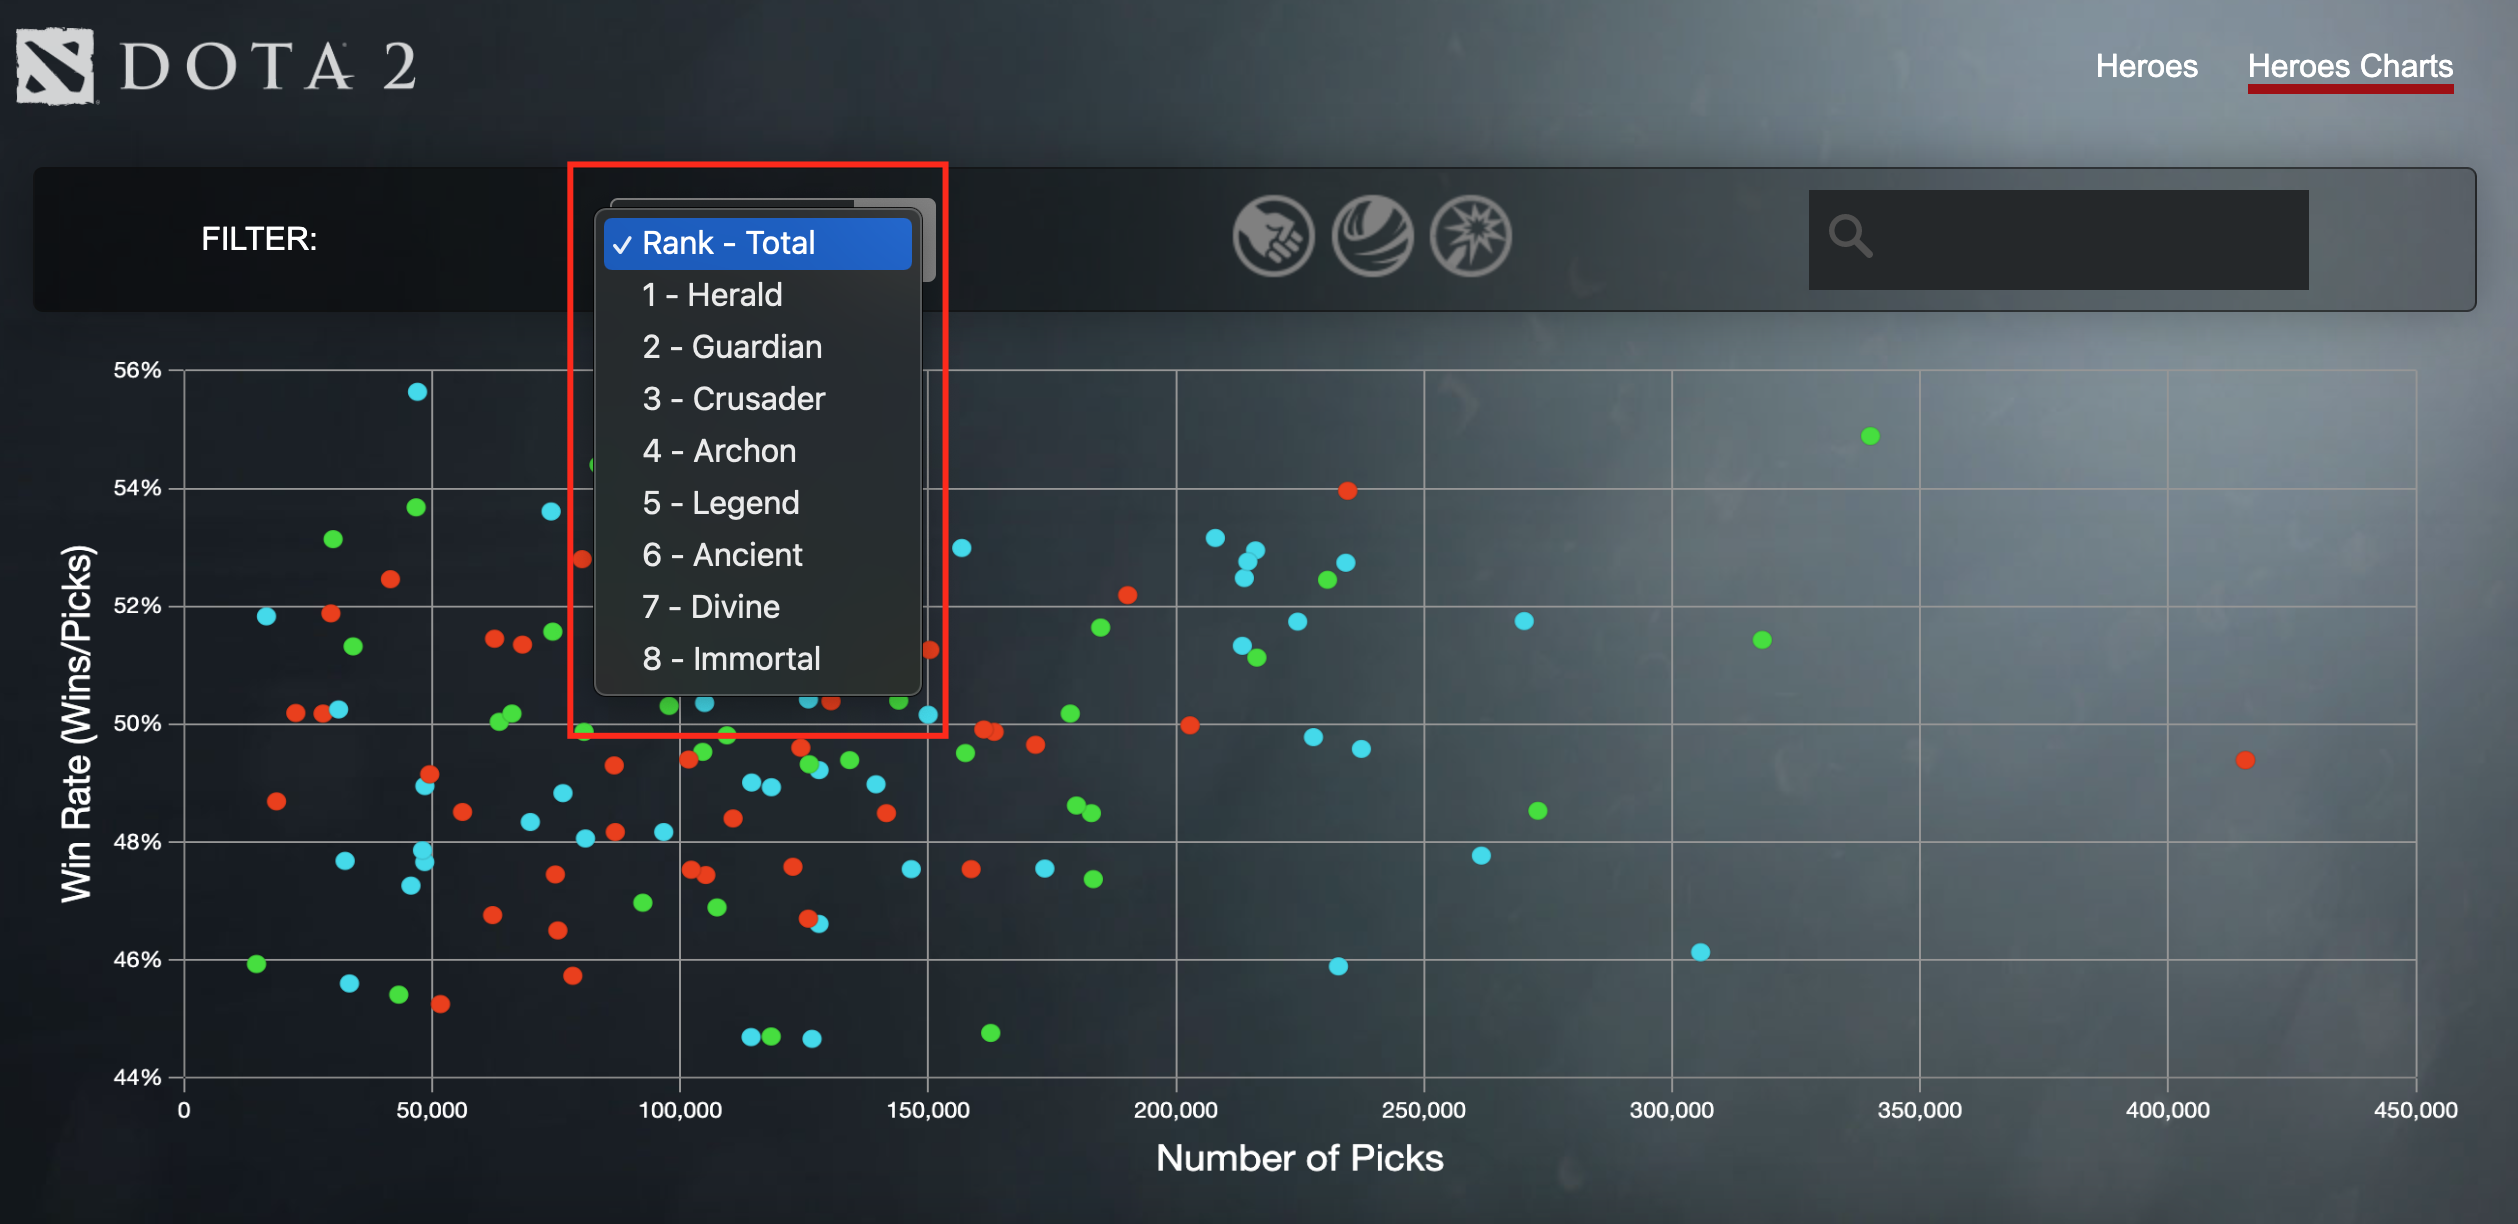 DOTA 2
Heroes
Heroes Charts
FILTER:
✓ Rank - Total
1 - Herald
2 - Guardian
3 - Crusader
4 - Archon
5 - Legend
6 - Ancient
7 - Divine
8 - Immortal
56%
54%
52%
50%
48%
46%
44%
Win Rate (Wins/Picks)
0
50,000
100,000
150,000
200,000
250,000
300,000
350,000
400,000
450,000
Number of Picks